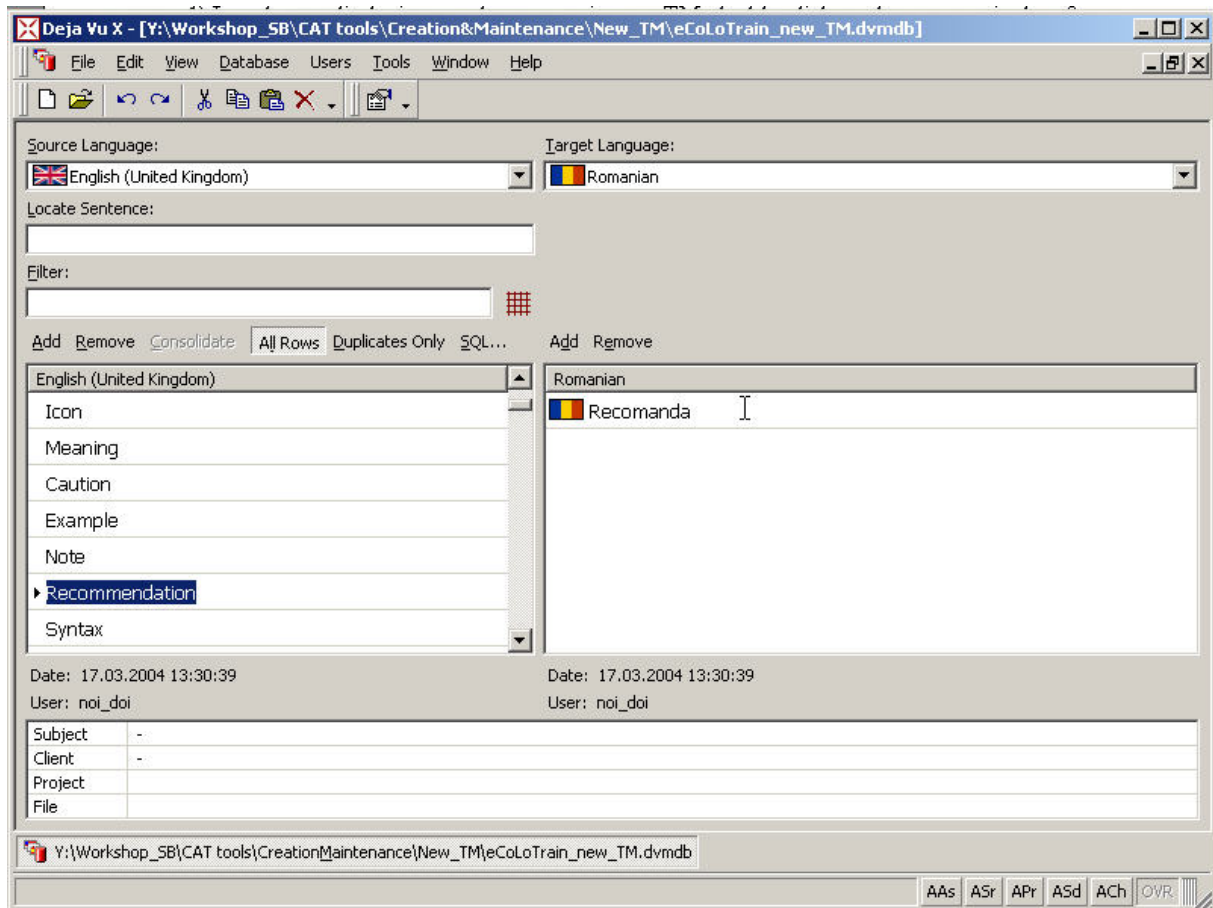 Deja Vu X - [Y:\Workshop_SB\CAT tools\Creation&Maintenance\New_TM\eCoLoTrain_new_TM.dvmdb]
File Edit View Database Users Tools Window Help
Source Language: Target Language:
English (United Kingdom) Romanian
Locate Sentence:
Filter:
Add Remove Consolidate All Rows Duplicates Only SQL... Add Remove
English (United Kingdom) Romanian
Icon Recomanda
Meaning
Caution
Example
Note
Recommendation
Syntax
Date: 17.03.2004 13:30:39 Date: 17.03.2004 13:30:39
User: noi_doi User: noi_doi
Subject -
Client -
Project
File
Y:\Workshop_SB\CAT tools\CreationMaintenance\New_TM\eCoLoTrain_new_TM.dvmdb
AAs ASr APr ASd ACh OVR